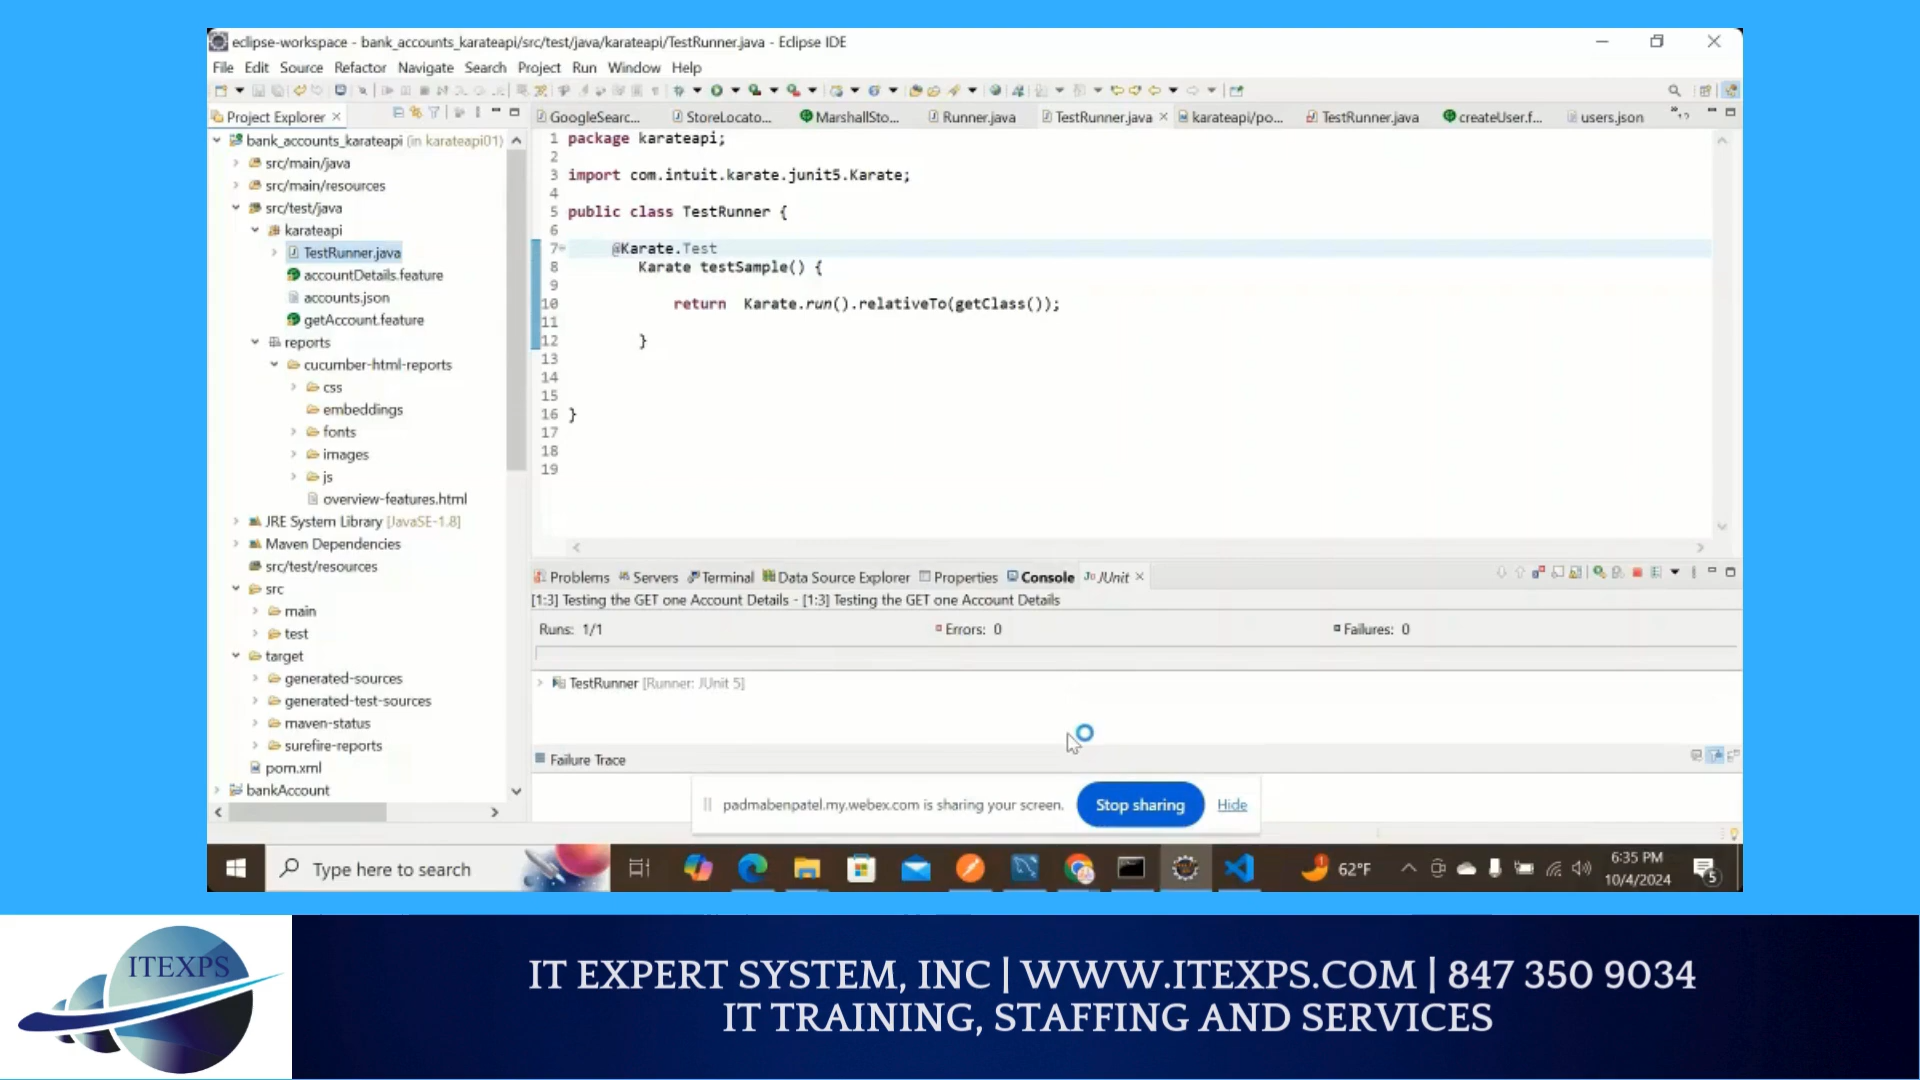 eclipse-workspace - bank_accounts_karateapi/src/test/java/karateapi/TestRunner.java - Eclipse IDE
File Edit Source Refactor Navigate Search Project Run Window Help
Project Explorer
GoogleSearc... StoreLocato... MarshallSto... Runner.java TestRunner.java karateapi/po... TestRunner.java createUser.f... users.json
bank_accounts_karateapi (in karateapi01)
src/main/java
src/main/resources
src/test/java
karateapi
TestRunner.java
accountDetails.feature
accounts.json
getAccount.feature
reports
cucumber-html-reports
css
embeddings
fonts
images
js
overview-features.html
JRE System Library [JavaSE-1.8]
Maven Dependencies
src/test/resources
src
main
test
target
generated-sources
generated-test-sources
maven-status
surefire-reports
pom.xml
bankAccount
1 package karateapi;
2
3 import com.intuit.karate.junit5.Karate;
4
5 public class TestRunner {
6
7 @Karate.Test
8 Karate testSample() {
9
10 return Karate.run().relativeTo(getClass());
11
12 }
13
14
15
16 }
17
18
19
Problems Servers Terminal Data Source Explorer Properties Console JUnit
[1:3] Testing the GET one Account Details - [1:3] Testing the GET one Account Details
Runs: 1/1 Errors: 0 Failures: 0
TestRunner [Runner: JUnit 5]
Failure Trace
padmabenpatel.my.webex.com is sharing your screen. Stop sharing Hide
Type here to search
62°F
6:35 PM
10/4/2024
5
ITEXPS
IT EXPERT SYSTEM, INC | WWW.ITEXPS.COM | 847 350 9034
IT TRAINING, STAFFING AND SERVICES